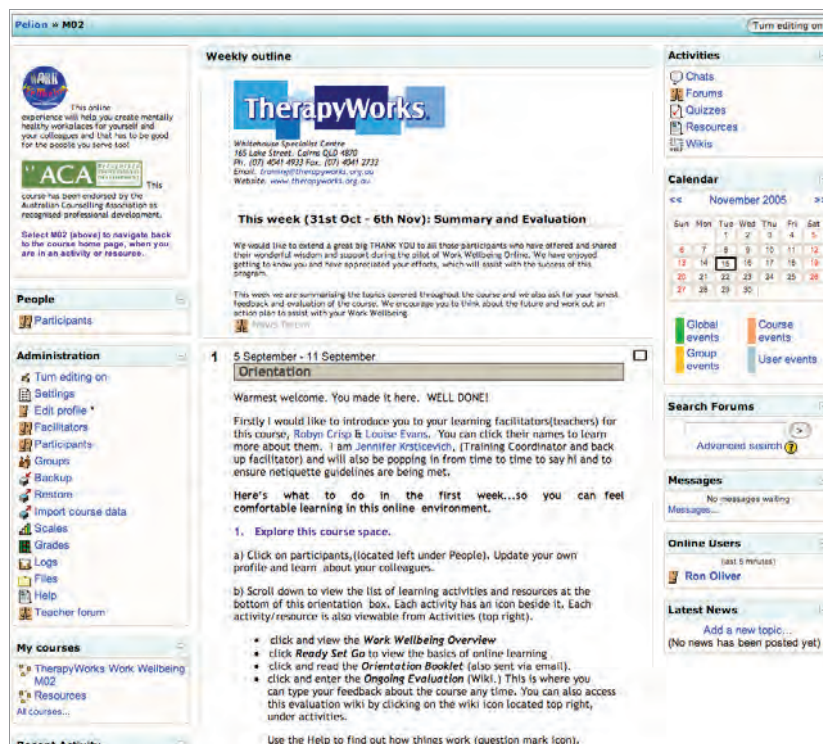 Pelion » M02
Turn editing on
This online
experience will help you create mentally
healthy workplaces for yourself and
your colleagues and that has to be good
for the people you serve too!
ACA
This
course has been endorsed by the
Australian Counselling Association as
recognised professional development.
Select M02 (above) to navigate back
to the course home page, when you
are in an activity or resource.
People
Participants
Administration
Turn editing on
Settings
Edit profile
Facilitators
Participants
Groups
Backup
Restore
Import course data
Scales
Grades
Logs
Files
Help
Teacher forum
My courses
TherapyWorks Work Wellbeing
M02
Resources
All courses...
Recent Activity
Weekly outline
TherapyWorks
Whitehouse Specialist Centre
165 Lake Street. Cairns QLD 4870
Ph. (07) 4041 4933 Fax. (07) 4041 2732
Email. training@therapyworks.org.au
Website. www.therapyworks.org.au
This week (31st Oct - 6th Nov): Summary and Evaluation
We would like to extend a great big THANK YOU to all those participants who have offered and shared
their wonderful wisdom and support during the pilot of Work Wellbeing Online. We have enjoyed
getting to know you and have appreciated your efforts, which will assist with the success of this
program.
This week we are summarising the topics covered throughout the course and we also ask for your honest
feedback and evaluation of the course. We encourage you to think about the future and work out an
action plan to assist with your Work Wellbeing.
News forum
1 5 September - 11 September
Orientation
Warmest welcome. You made it here. WELL DONE!
Firstly I would like to introduce you to your learning facilitators(teachers) for
this course, Robyn Crisp & Louise Evans. You can click their names to learn
more about them. I am Jennifer Krsticevich, (Training Coordinator and back
up facilitator) and will also be popping in from time to time to say hi and to
ensure netiquette guidelines are being met.
Here's what to do in the first week...so you can feel
comfortable learning in this online environment.
1. Explore this course space.
a) Click on participants,(located left under People). Update your own
profile and learn about your colleagues.
b) Scroll down to view the list of learning activities and resources at the
bottom of this orientation box. Each activity has an icon beside it. Each
activity/resource is also viewable from Activities (top right).
• click and view the Work Wellbeing Overview
• click Ready Set Go to view the basics of online learning
• click and read the Orientation Booklet (also sent via email).
• click and enter the Ongoing Evaluation (Wiki.) This is where you
can type your feedback about the course any time. You can also access
this evaluation wiki by clicking on the wiki icon located top right,
under activities.
Use the Help to find out how things work (question mark icon).
Activities
Chats
Forums
Quizzes
Resources
Wikis
Calendar
<< November 2005 >>
Sun Mon Tue Wed Thu Fri Sat
1 2 3 4 5
6 7 8 9 10 11 12
13 14 15 16 17 18 19
20 21 22 23 24 25 26
27 28 29 30
Global
events
Course
events
Group
events
User events
Search Forums
>
Advanced search ?
Messages
No messages waiting
Messages...
Online Users
(last 5 minutes)
Ron Oliver
Latest News
Add a new topic...
(No news has been posted yet)